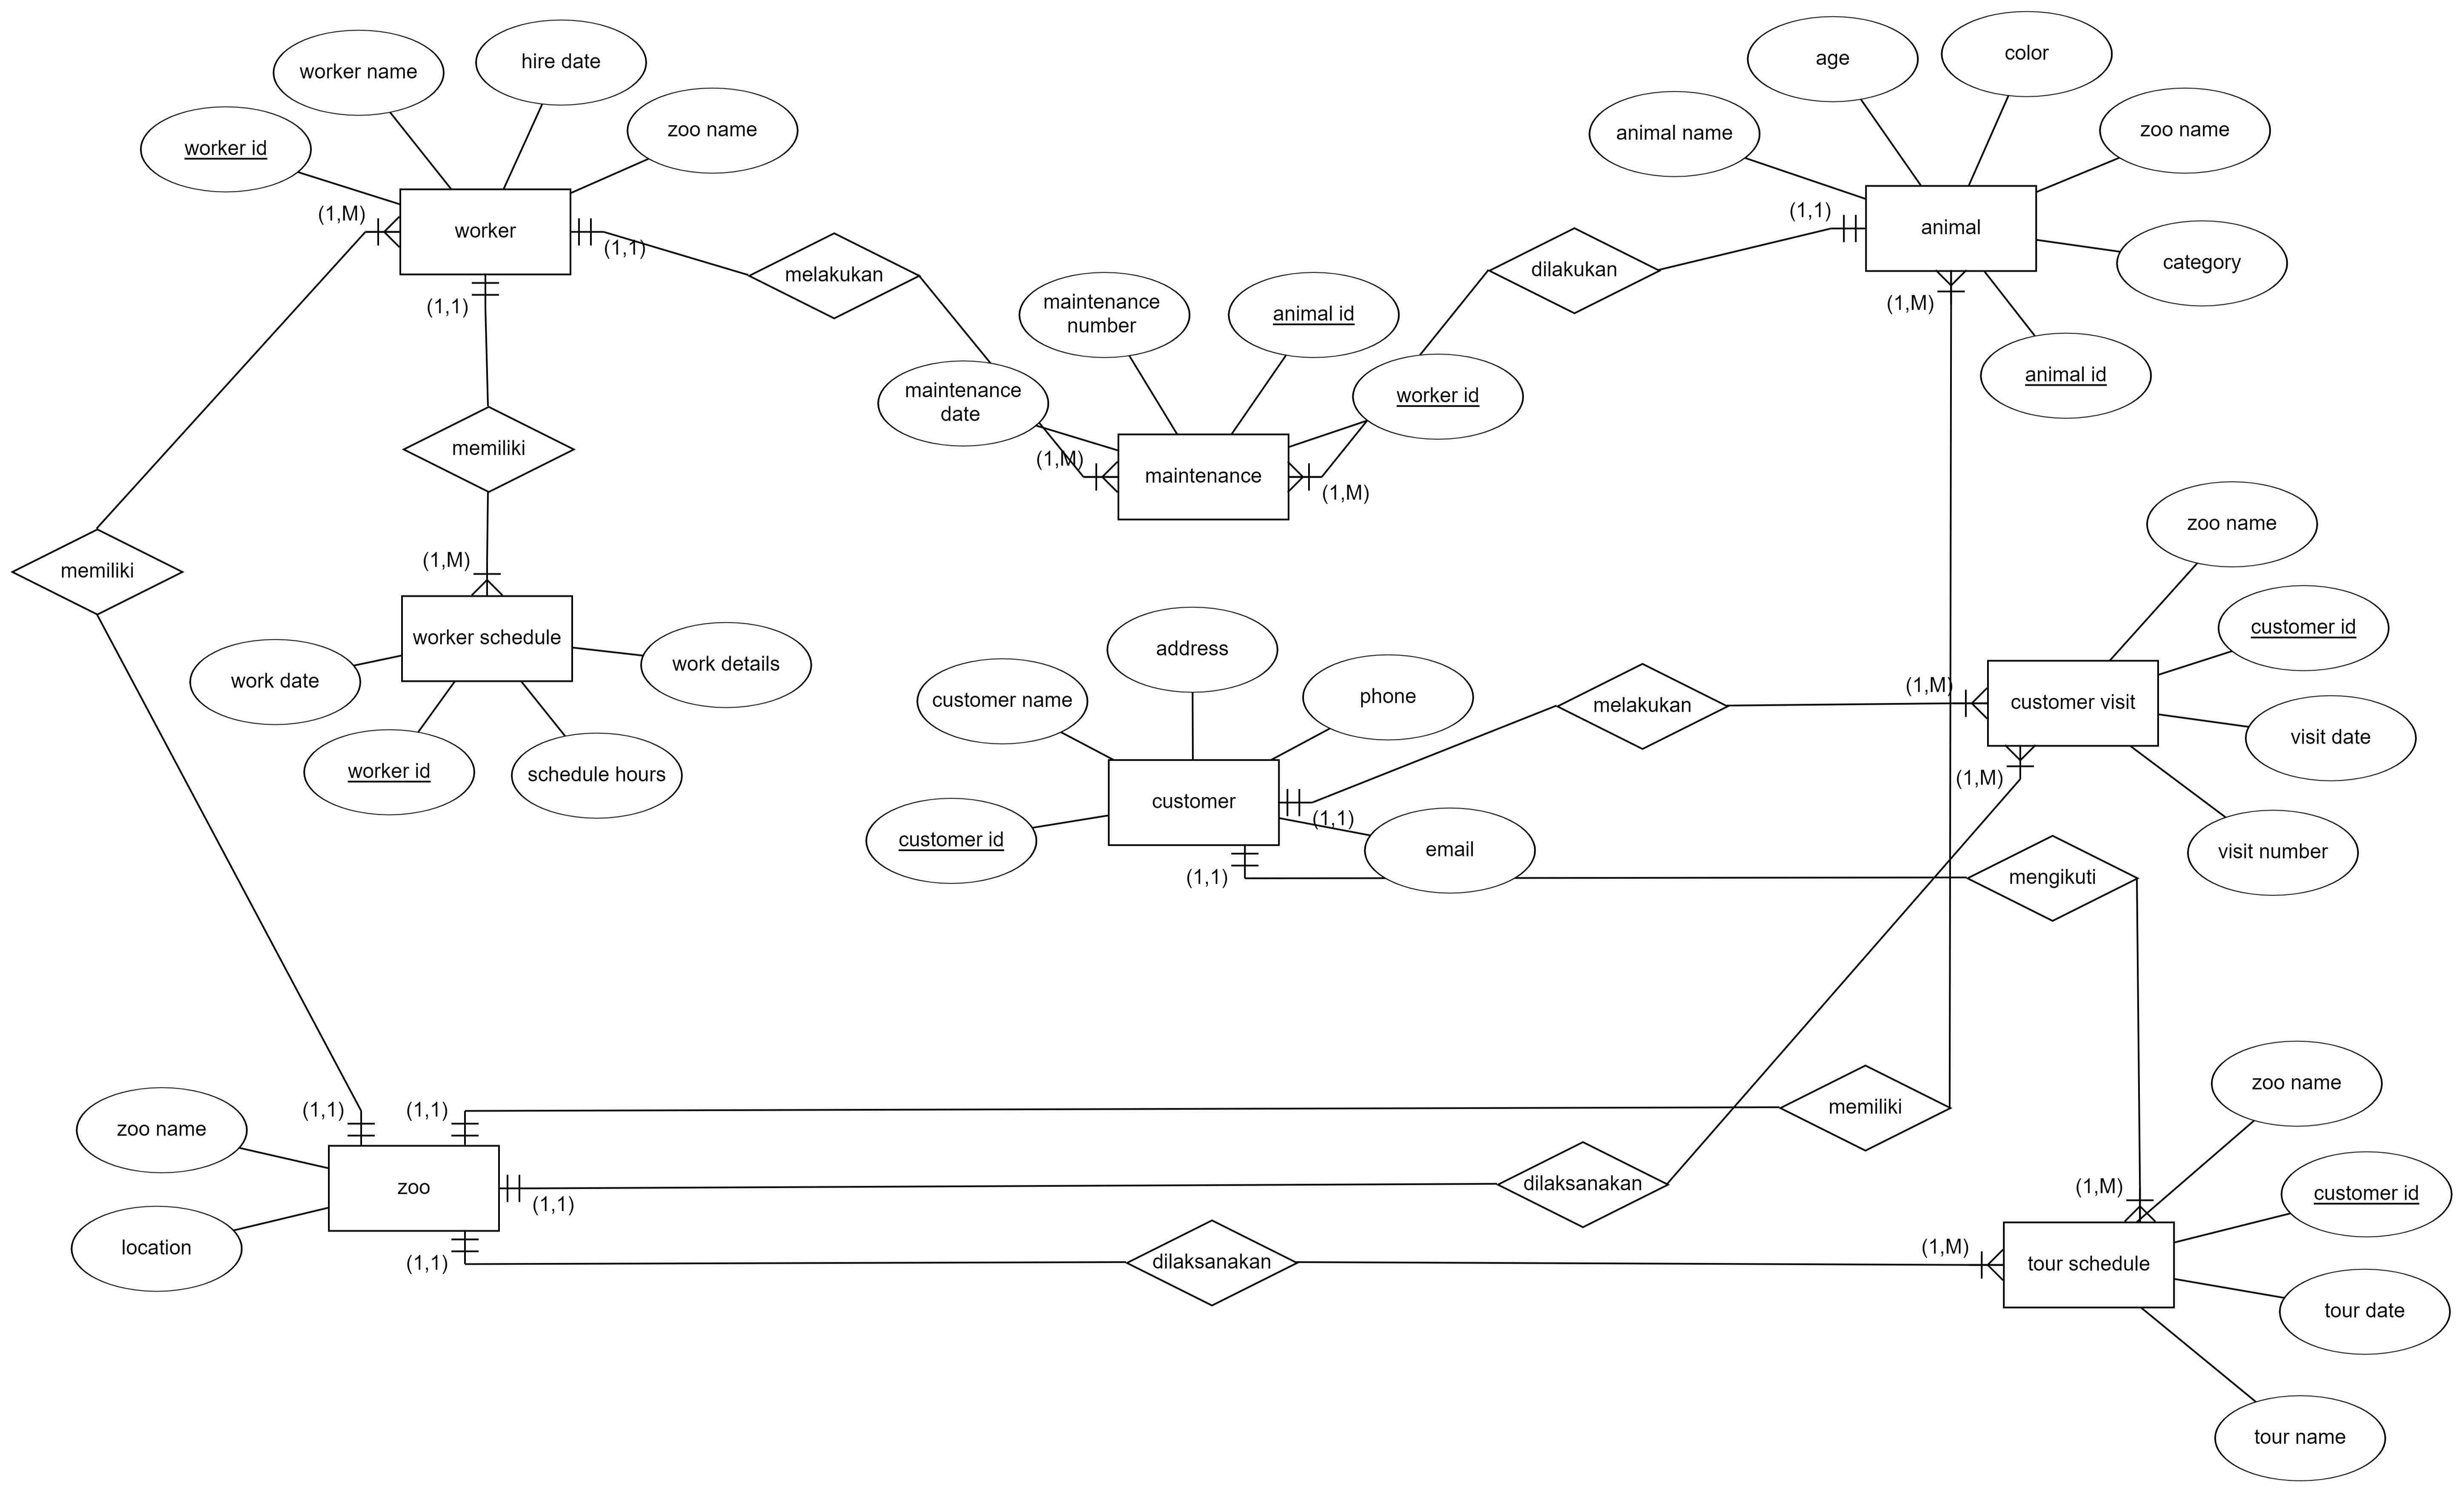 hire date
color
age
worker name
zoo name
zoo name
animal name
worker id
(1,M)
(1,1)
animal
worker
(1,1)
category
melakukan
dilakukan
maintenance
number
animal id
(1,1)
(1,M)
animal id
maintenance
date
worker id
memiliki
(1,M)
maintenance
(1,M)
zoo name
(1,M)
memiliki
customer id
worker schedule
address
work details
work date
(1,M)
customer name
phone
melakukan
customer visit
visit date
worker id
schedule hours
(1,M)
customer
(1,1)
customer id
email
visit number
(1,1)
mengikuti
zoo name
(1,1)
(1,1)
memiliki
zoo name
zoo
(1,1)
dilaksanakan
(1,M)
customer id
location
(1,1)
dilaksanakan
(1,M)
tour schedule
tour date
tour name